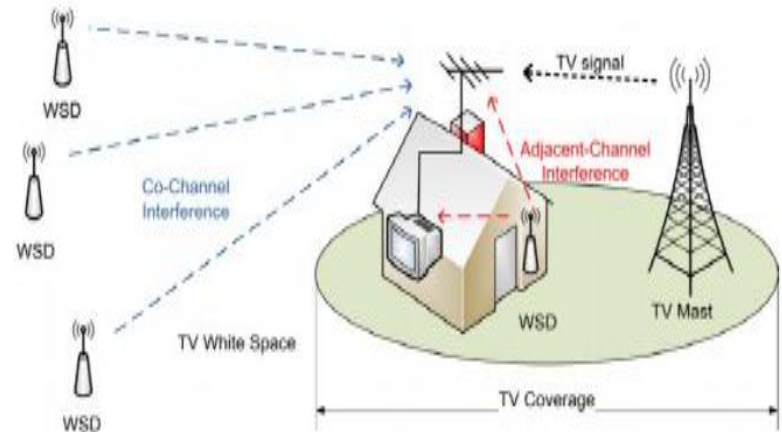 WSD
TV signal
WSD
Co-Channel
Interference
Adjacent-Channel
Interference
WSD
TV White Space
WSD
TV Mast
TV Coverage